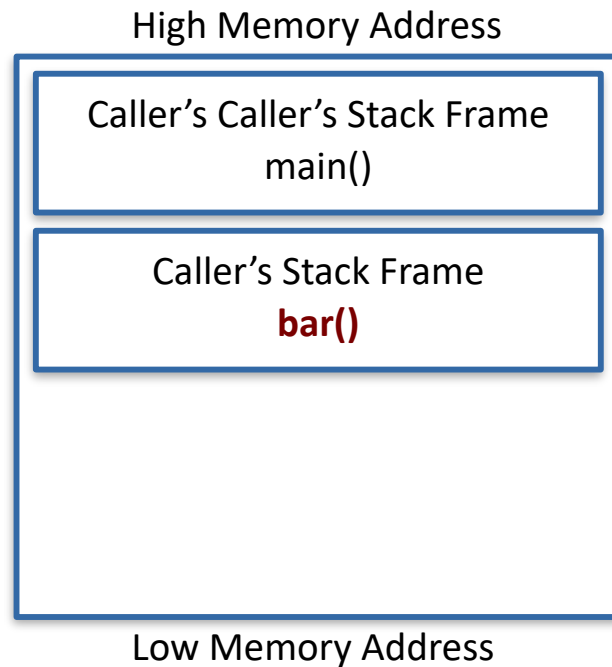 High Memory Address
Caller’s Caller’s Stack Frame
main()
Caller’s Stack Frame
bar()
Low Memory Address